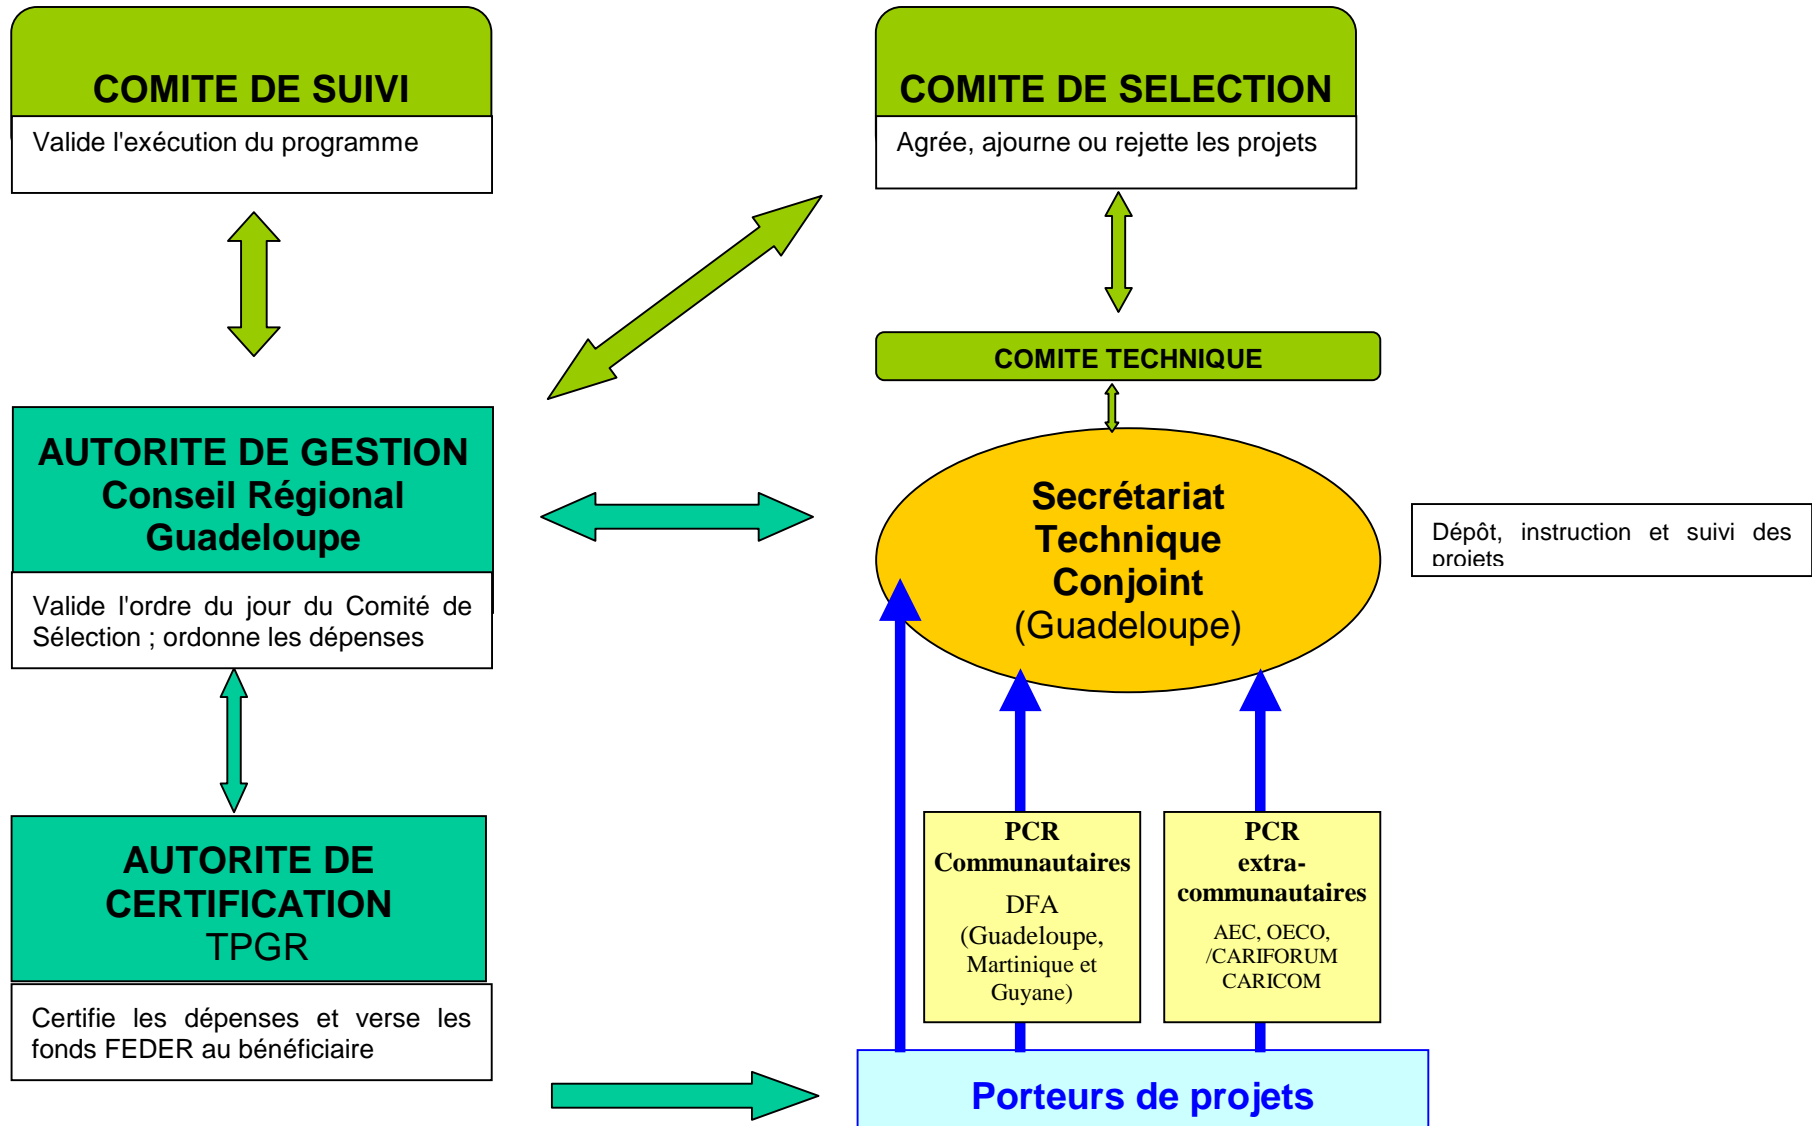 COMITE DE SUIVI
Valide l'exécution du programme
COMITE DE SELECTION
Agrée, ajourne ou rejette les projets
COMITE TECHNIQUE
AUTORITE DE GESTION
Conseil Régional
Guadeloupe
Valide l'ordre du jour du Comité de
Sélection ; ordonne les dépenses
Secrétariat
Technique
Conjoint
(Guadeloupe)
Dépôt, instruction et suivi des
projets
AUTORITE DE
CERTIFICATION
TPGR
Certifie les dépenses et verse les
fonds FEDER au bénéficiaire
PCR
Communautaires
DFA
(Guadeloupe,
Martinique et
Guyane)
PCR
extra-
communautaires
AEC, OECO,
/CARIFORUM
CARICOM
Porteurs de projets